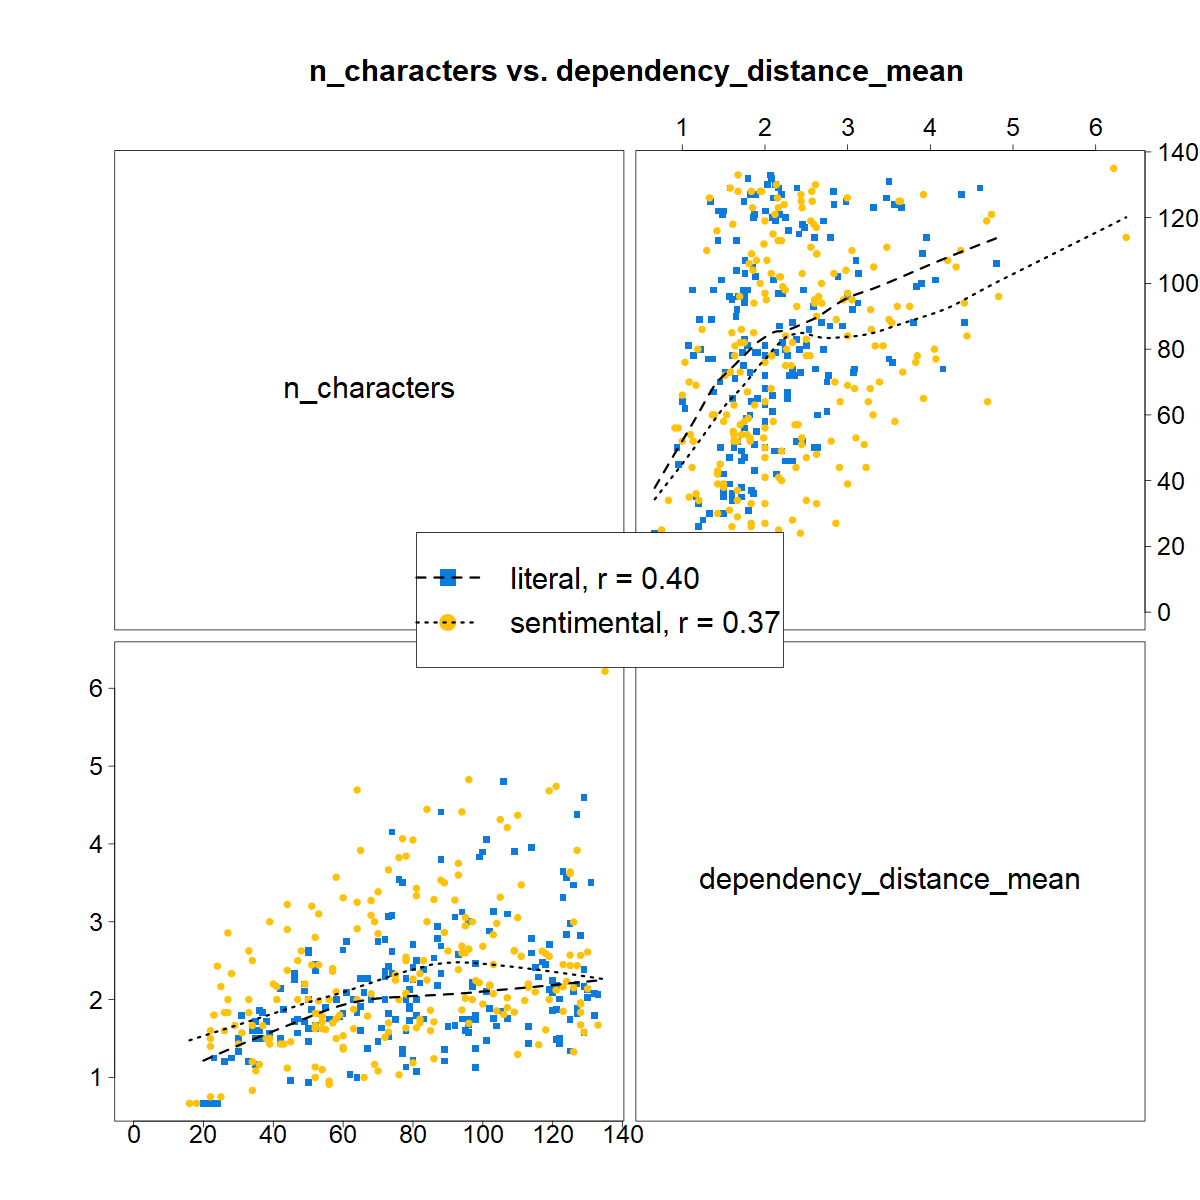 n_characters vs. dependency_distance_mean
1 2 3 4 5 6
n_characters
140
120
100
80
60
40
20
0
literal, r = 0.40
sentimental, r = 0.37
6
5
4
3
2
1
dependency_distance_mean
0 20 40 60 80 100 120 140